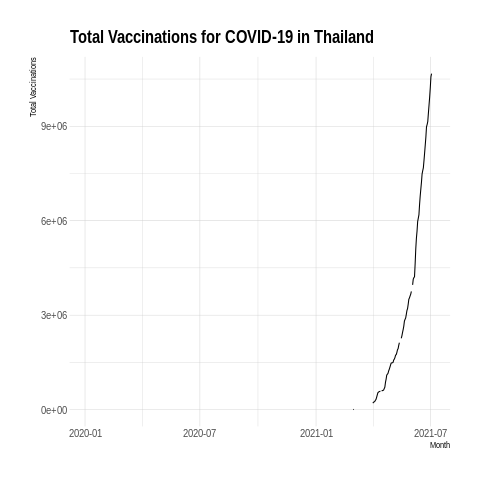 Total Vaccinations for COVID-19 in Thailand
Total Vaccinations
9e+06
6e+06
3e+06
0e+00
2020-01 2020-07 2021-01 2021-07
Month